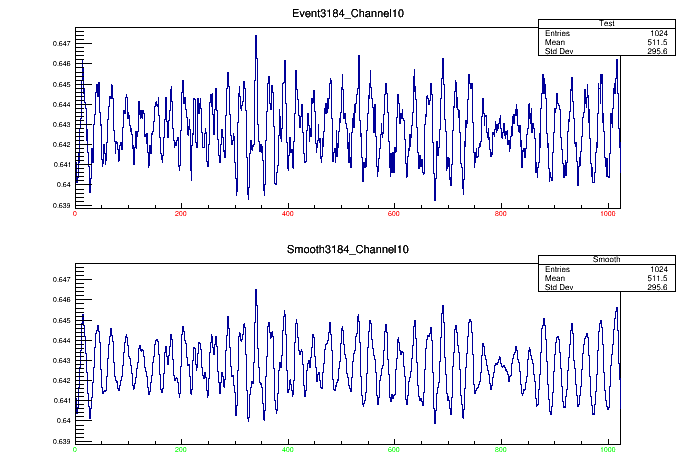 Event3184_Channel10
Test
Entries 1024
Mean 511.5
Std Dev 295.6
0.647
0.646
0.645
0.644
0.643
0.642
0.641
0.64
0.639
0 200 400 600 800 1000
Smooth3184_Channel10
Smooth
Entries 1024
Mean 511.5
Std Dev 295.6
0.647
0.646
0.645
0.644
0.643
0.642
0.641
0.64
0.639
0 200 400 600 800 1000